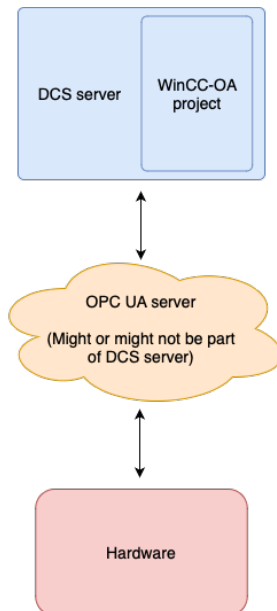 DCS server
WinCC-OA
project
OPC UA server
(Might or might not be part
of DCS server)
Hardware